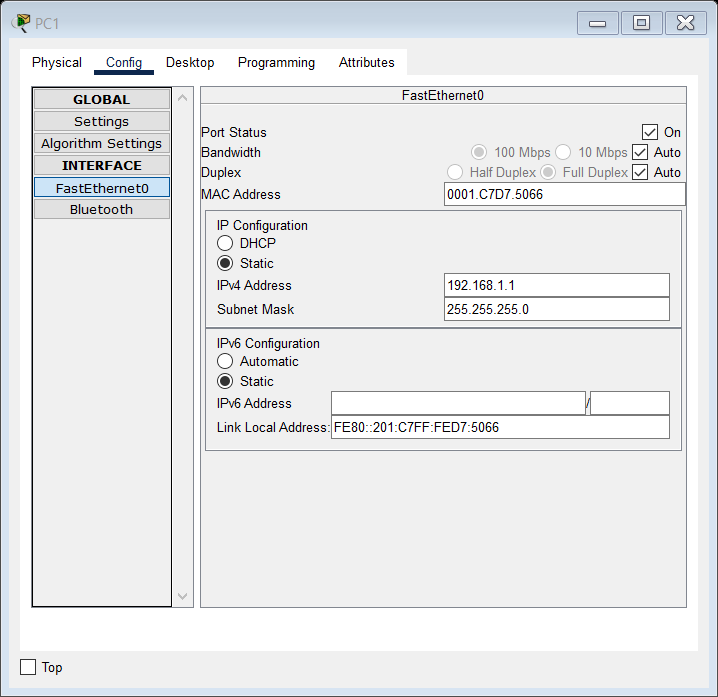 PC1
Physical Config Desktop Programming Attributes
GLOBAL
Settings
Algorithm Settings
INTERFACE
FastEthernet0
Bluetooth
FastEthernet0
Port Status On
Bandwidth 100 Mbps 10 Mbps Auto
Duplex Half Duplex Full Duplex Auto
MAC Address 0001.C7D7.5066
IP Configuration
DHCP
Static
IPv4 Address 192.168.1.1
Subnet Mask 255.255.255.0
IPv6 Configuration
Automatic
Static
IPv6 Address /
Link Local Address: FE80::201:C7FF:FED7:5066
Top